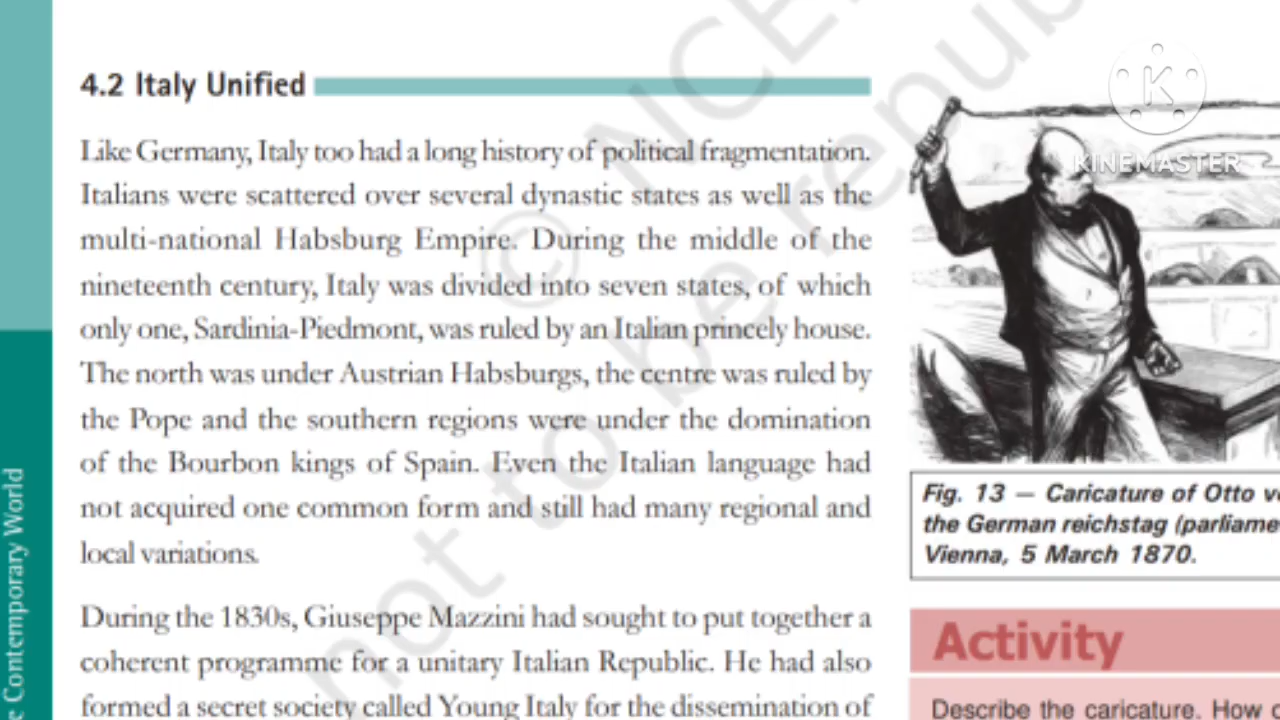 4.2 Italy Unified
Like Germany, Italy too had a long history of political fragmentation.
Italians were scattered over several dynastic states as well as the
multi-national Habsburg Empire. During the middle of the
nineteenth century, Italy was divided into seven states, of which
only one, Sardinia-Piedmont, was ruled by an Italian princely house.
The north was under Austrian Habsburgs, the centre was ruled by
the Pope and the southern regions were under the domination
of the Bourbon kings of Spain. Even the Italian language had
not acquired one common form and still had many regional and
local variations.
During the 1830s, Giuseppe Mazzini had sought to put together a
coherent programme for a unitary Italian Republic. He had also
formed a secret society called Young Italy for the dissemination of
KINEMASTER
Fig. 13 — Caricature of Otto
the German reichstag
Vienna, 5 March 1870.
Activity
Describe the caricature. How
Contemporary World
© NCE
not to be repub